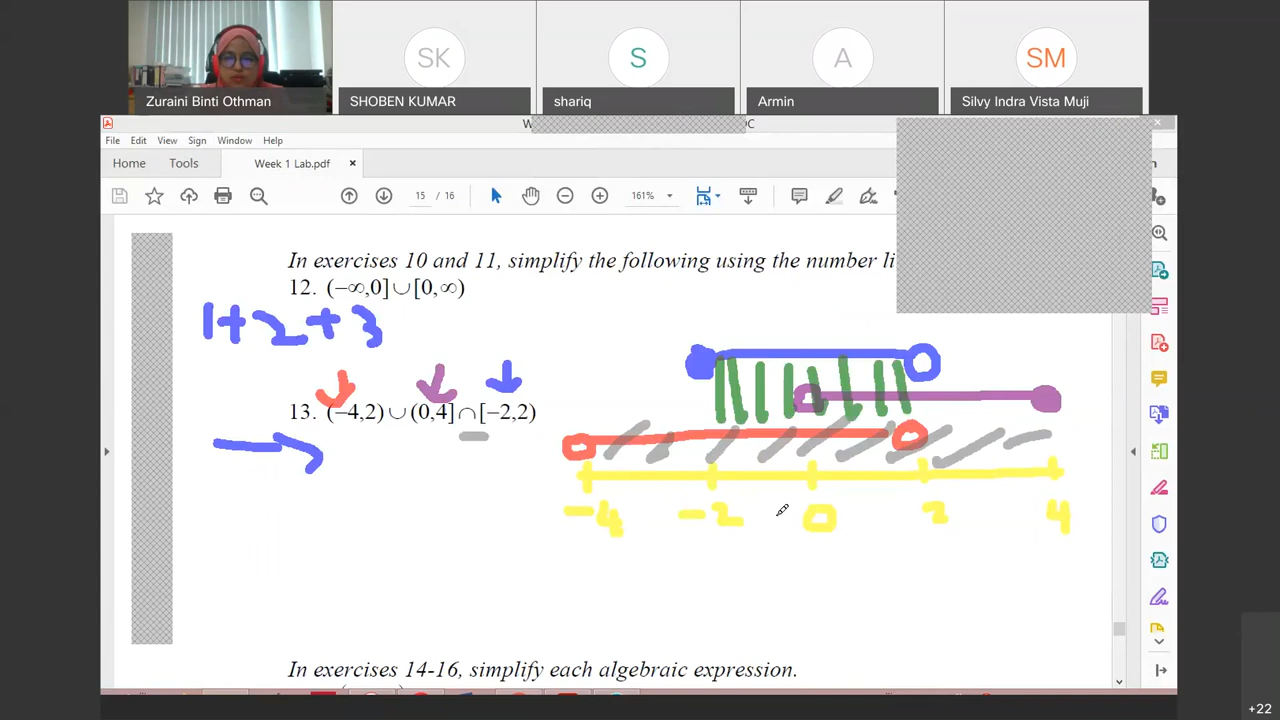 SK
S
A
SM
Zuraini Binti Othman
SHOBEN KUMAR
shariq
Armin
Silvy Indra Vista Muji
W
C
File Edit View Sign Window Help
Home Tools Week 1 Lab.pdf
15 / 16
161%
In exercises 10 and 11, simplify the following using the number li
12. (−∞,0] ∪ [0,∞)
1+2+3
13. (−4,2) ∪ (0,4] ∩ [−2,2)
-4 -2 0 2 4
In exercises 14-16, simplify each algebraic expression.
+22